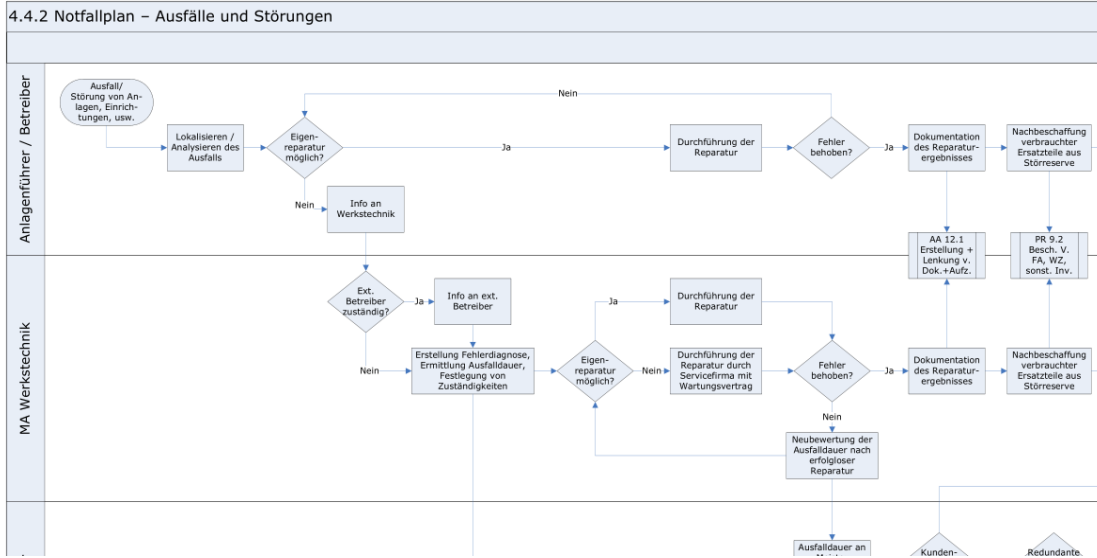 4.4.2 Notfallplan – Ausfälle und Störungen
Anlagenführer / Betreiber
Ausfall/
Störung von An-
lagen, Einrich-
tungen, usw.
Lokalisieren /
Analysieren des
Ausfalls
Eigen-
reparatur
möglich?
Nein
Ja
Nein
Info an
Werkstechnik
Durchführung der
Reparatur
Fehler
behoben?
Ja
Dokumentation
des Reparatur-
ergebnisses
Nachbeschaffung
verbrauchter
Ersatzteile aus
Störreserve
AA 12.1
Erstellung +
Lenkung v.
Dok.+Aufz.
PR 9.2
Besch. V.
FA, WZ,
sonst. Inv.
MA Werkstechnik
Ext.
Betreiber
zuständig?
Ja
Info an ext.
Betreiber
Nein
Erstellung Fehlerdiagnose,
Ermittlung Ausfalldauer,
Festlegung von
Zuständigkeiten
Eigen-
reparatur
möglich?
Ja
Durchführung der
Reparatur
Nein
Durchführung der
Reparatur durch
Servicefirma mit
Wartungsvertrag
Fehler
behoben?
Ja
Dokumentation
des Reparatur-
ergebnisses
Nachbeschaffung
verbrauchter
Ersatzteile aus
Störreserve
Nein
Neubewertung der
Ausfalldauer nach
erfolgloser
Reparatur
Ausfalldauer an
Kunden-
Redundante